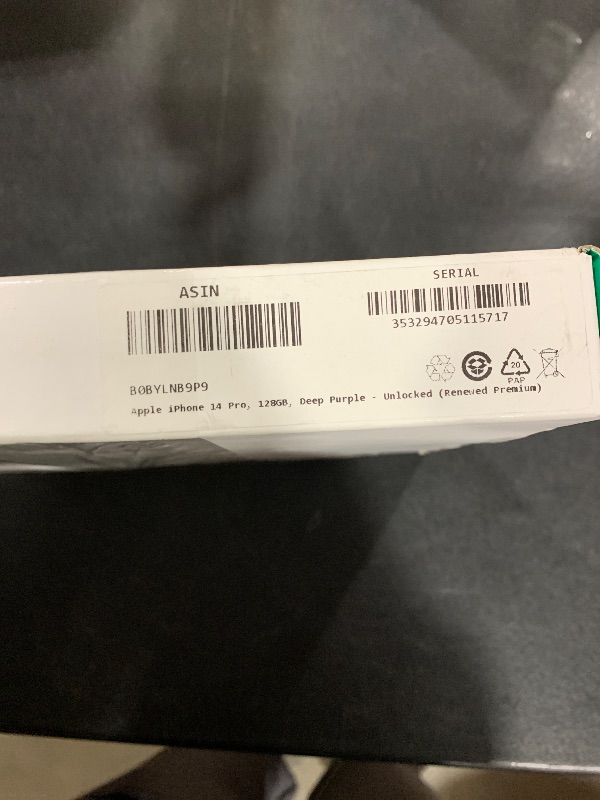 ASIN
SERIAL
353294705115717
B0BYLNB9P9
20
PAP
Apple iPhone 14 Pro, 128GB, Deep Purple - Unlocked (Renewed Premium)